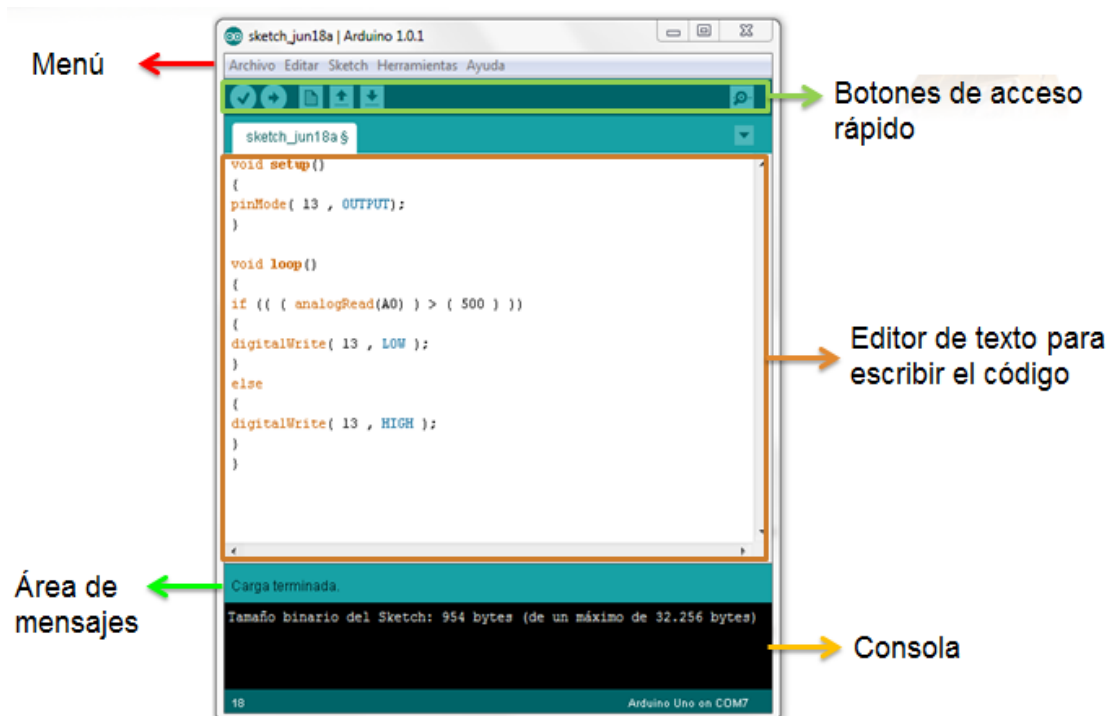 sketch_jun18a | Arduino 1.0.1
Menú
Archivo Editar Sketch Herramientas Ayuda
Botones de acceso
rápido
sketch_jun18a §
void setup()
{
pinMode( 13 , OUTPUT);
}
void loop()
{
if (( ( analogRead(A0) ) > ( 500 ) ))
{
digitalWrite( 13 , LOW );
}
else
{
digitalWrite( 13 , HIGH );
}
}
Editor de texto para
escribir el código
Área de
mensajes
Carga terminada.
Tamaño binario del Sketch: 954 bytes (de un máximo de 32.256 bytes)
Consola
18
Arduino Uno on COM7